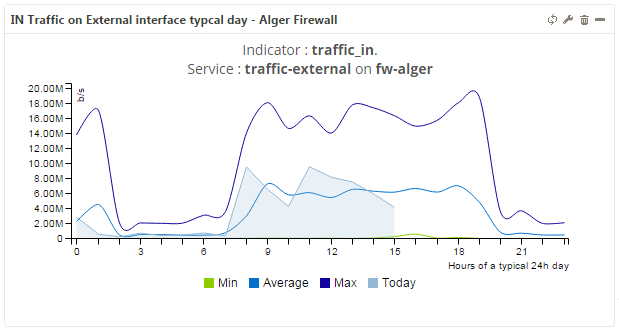 IN Traffic on External interface typcal day - Alger Firewall
Indicator : traffic_in.
Service : traffic-external on fw-alger
b/s
20.00M
18.00M
16.00M
14.00M
12.00M
10.00M
8.00M
6.00M
4.00M
2.00M
0
0 3 6 9 12 15 18 21
Hours of a typical 24h day
Min Average Max Today